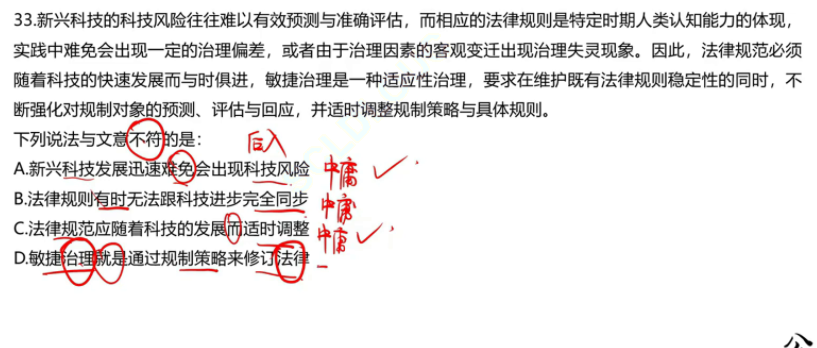 33.新兴科技的科技风险往往难以有效预测与准确评估，而相应的法律规则是特定时期人类认知能力的体现，
实践中难免会出现一定的治理偏差，或者由于治理因素的客观变迁出现治理失灵现象。因此，法律规范必须
随着科技的快速发展而与时俱进，敏捷治理是一种适应性治理，要求在维护既有法律规则稳定性的同时，不
断强化对规制对象的预测、评估与回应，并适时调整规制策略与具体规则。
下列说法与文意不符的是：
A.新兴科技发展迅速难免会出现科技风险 中庸
B.法律规则有时无法跟科技进步完全同步 中庸
C.法律规范应随着科技的发展而适时调整 中庸
D.敏捷治理就是通过规制策略来修订法律